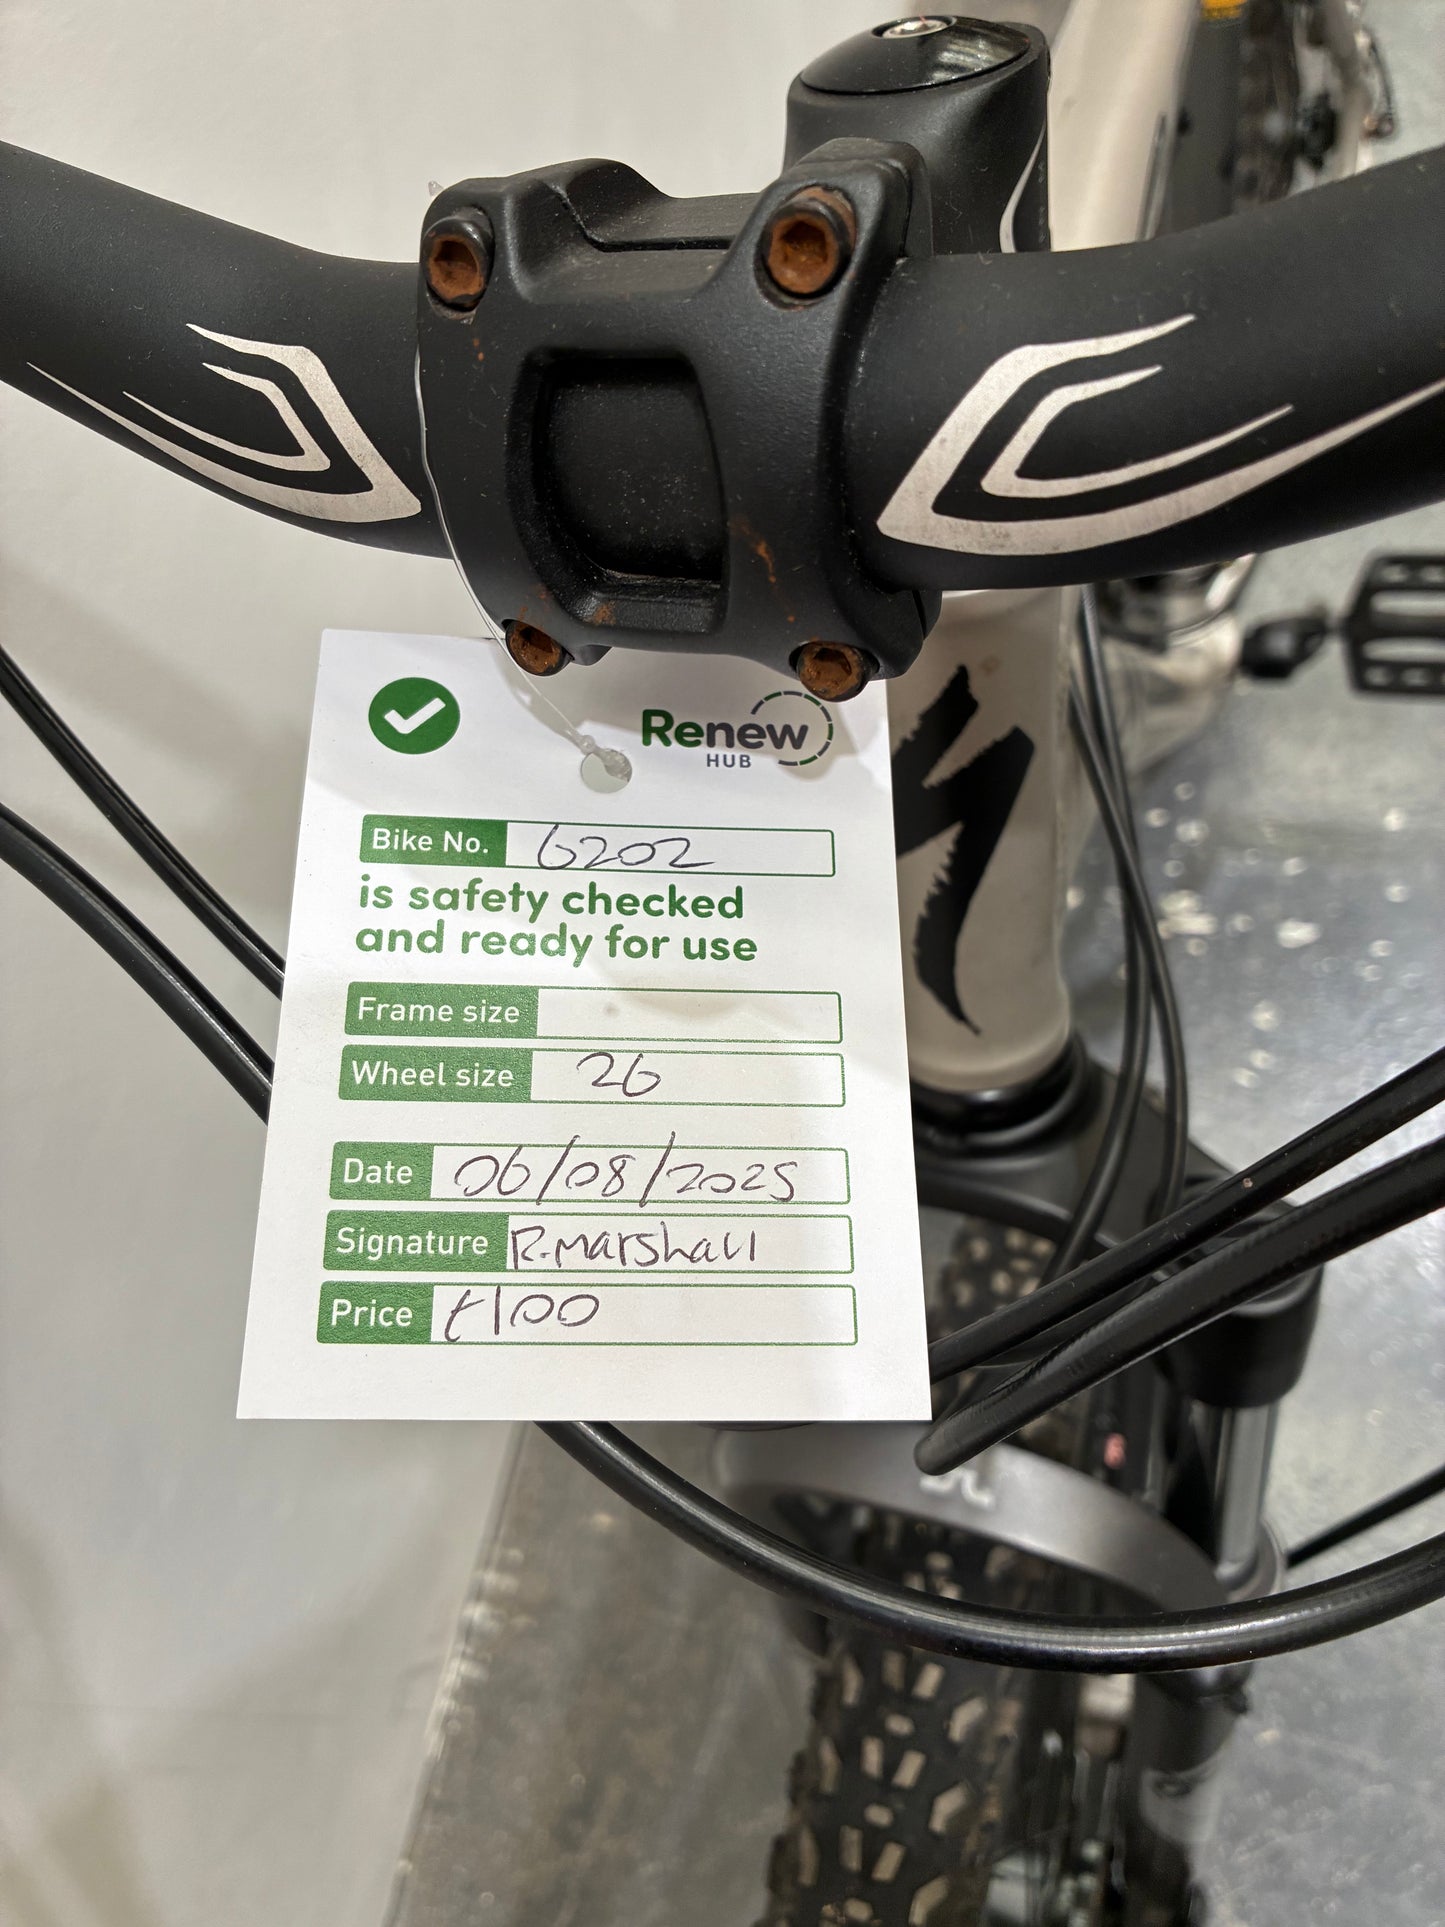 Renew
HUB
Bike No. 6202
is safety checked
and ready for use
Frame size
Wheel size 26
Date 06/08/2025
Signature R.Marshall
Price £100